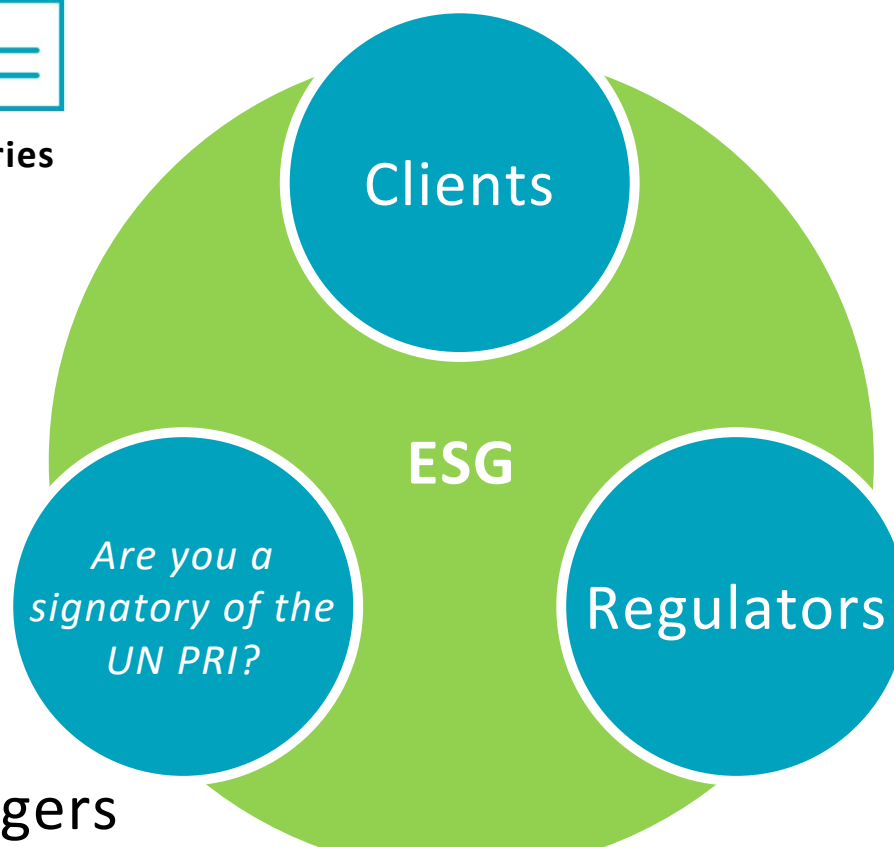 ries
Clients
ESG
Are you a
signatory of the
UN PRI?
Regulators
gers